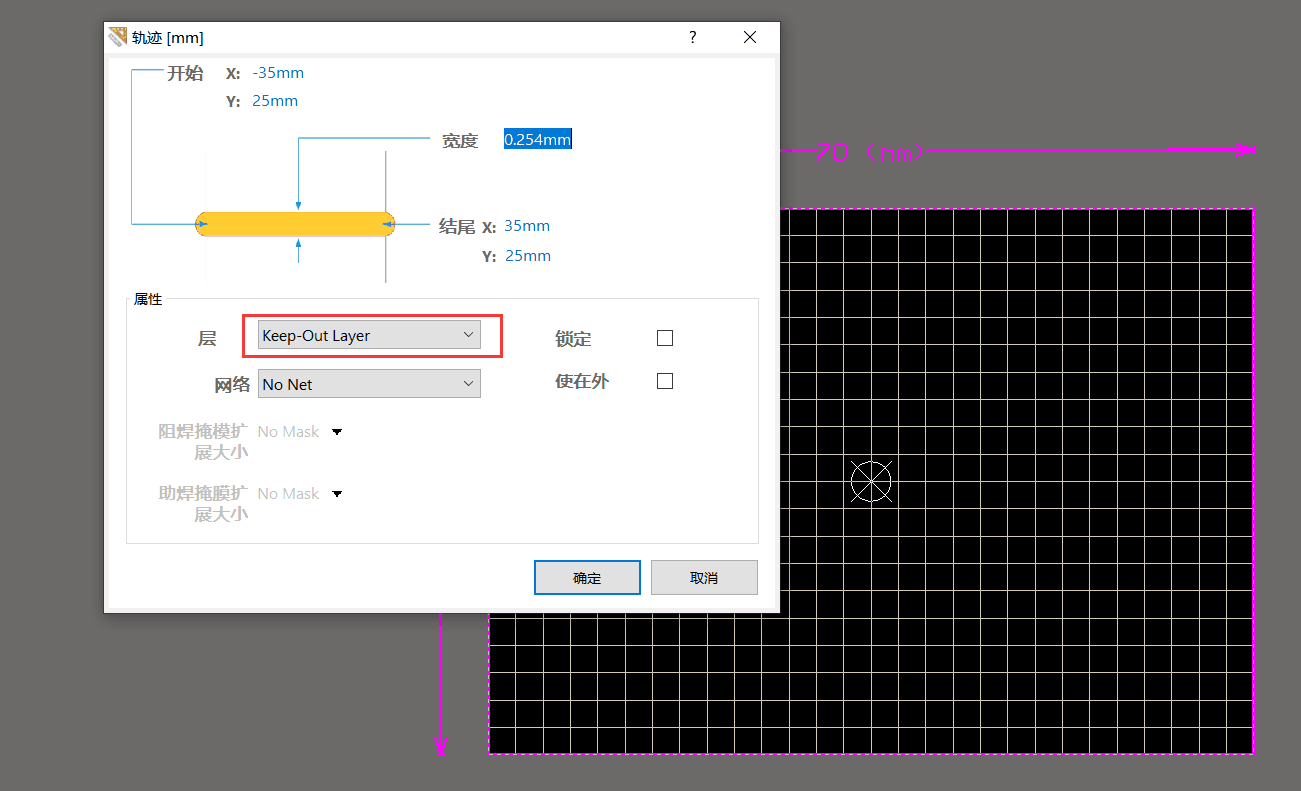 轨迹 [mm]
?
开始 X: -35mm
Y: 25mm
宽度 0.254mm
70 (mm)
结尾 X: 35mm
Y: 25mm
属性
层 Keep-Out Layer 锁定
网络 No Net 使在外
阻焊掩模扩 No Mask
展大小
助焊掩膜扩 No Mask
展大小
确定 取消